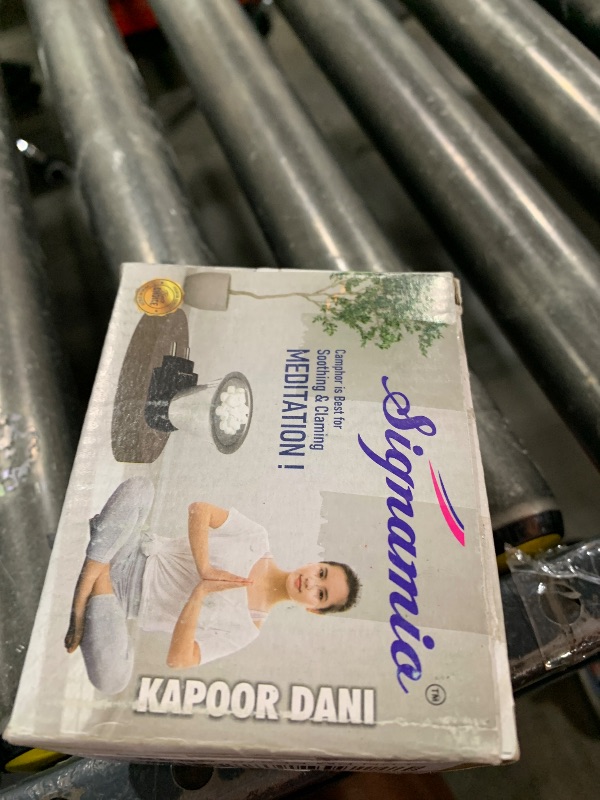 Signamio
TM
Camphor is Best for
Soothing & Claming
MEDITATION !
KAPOOR DANI